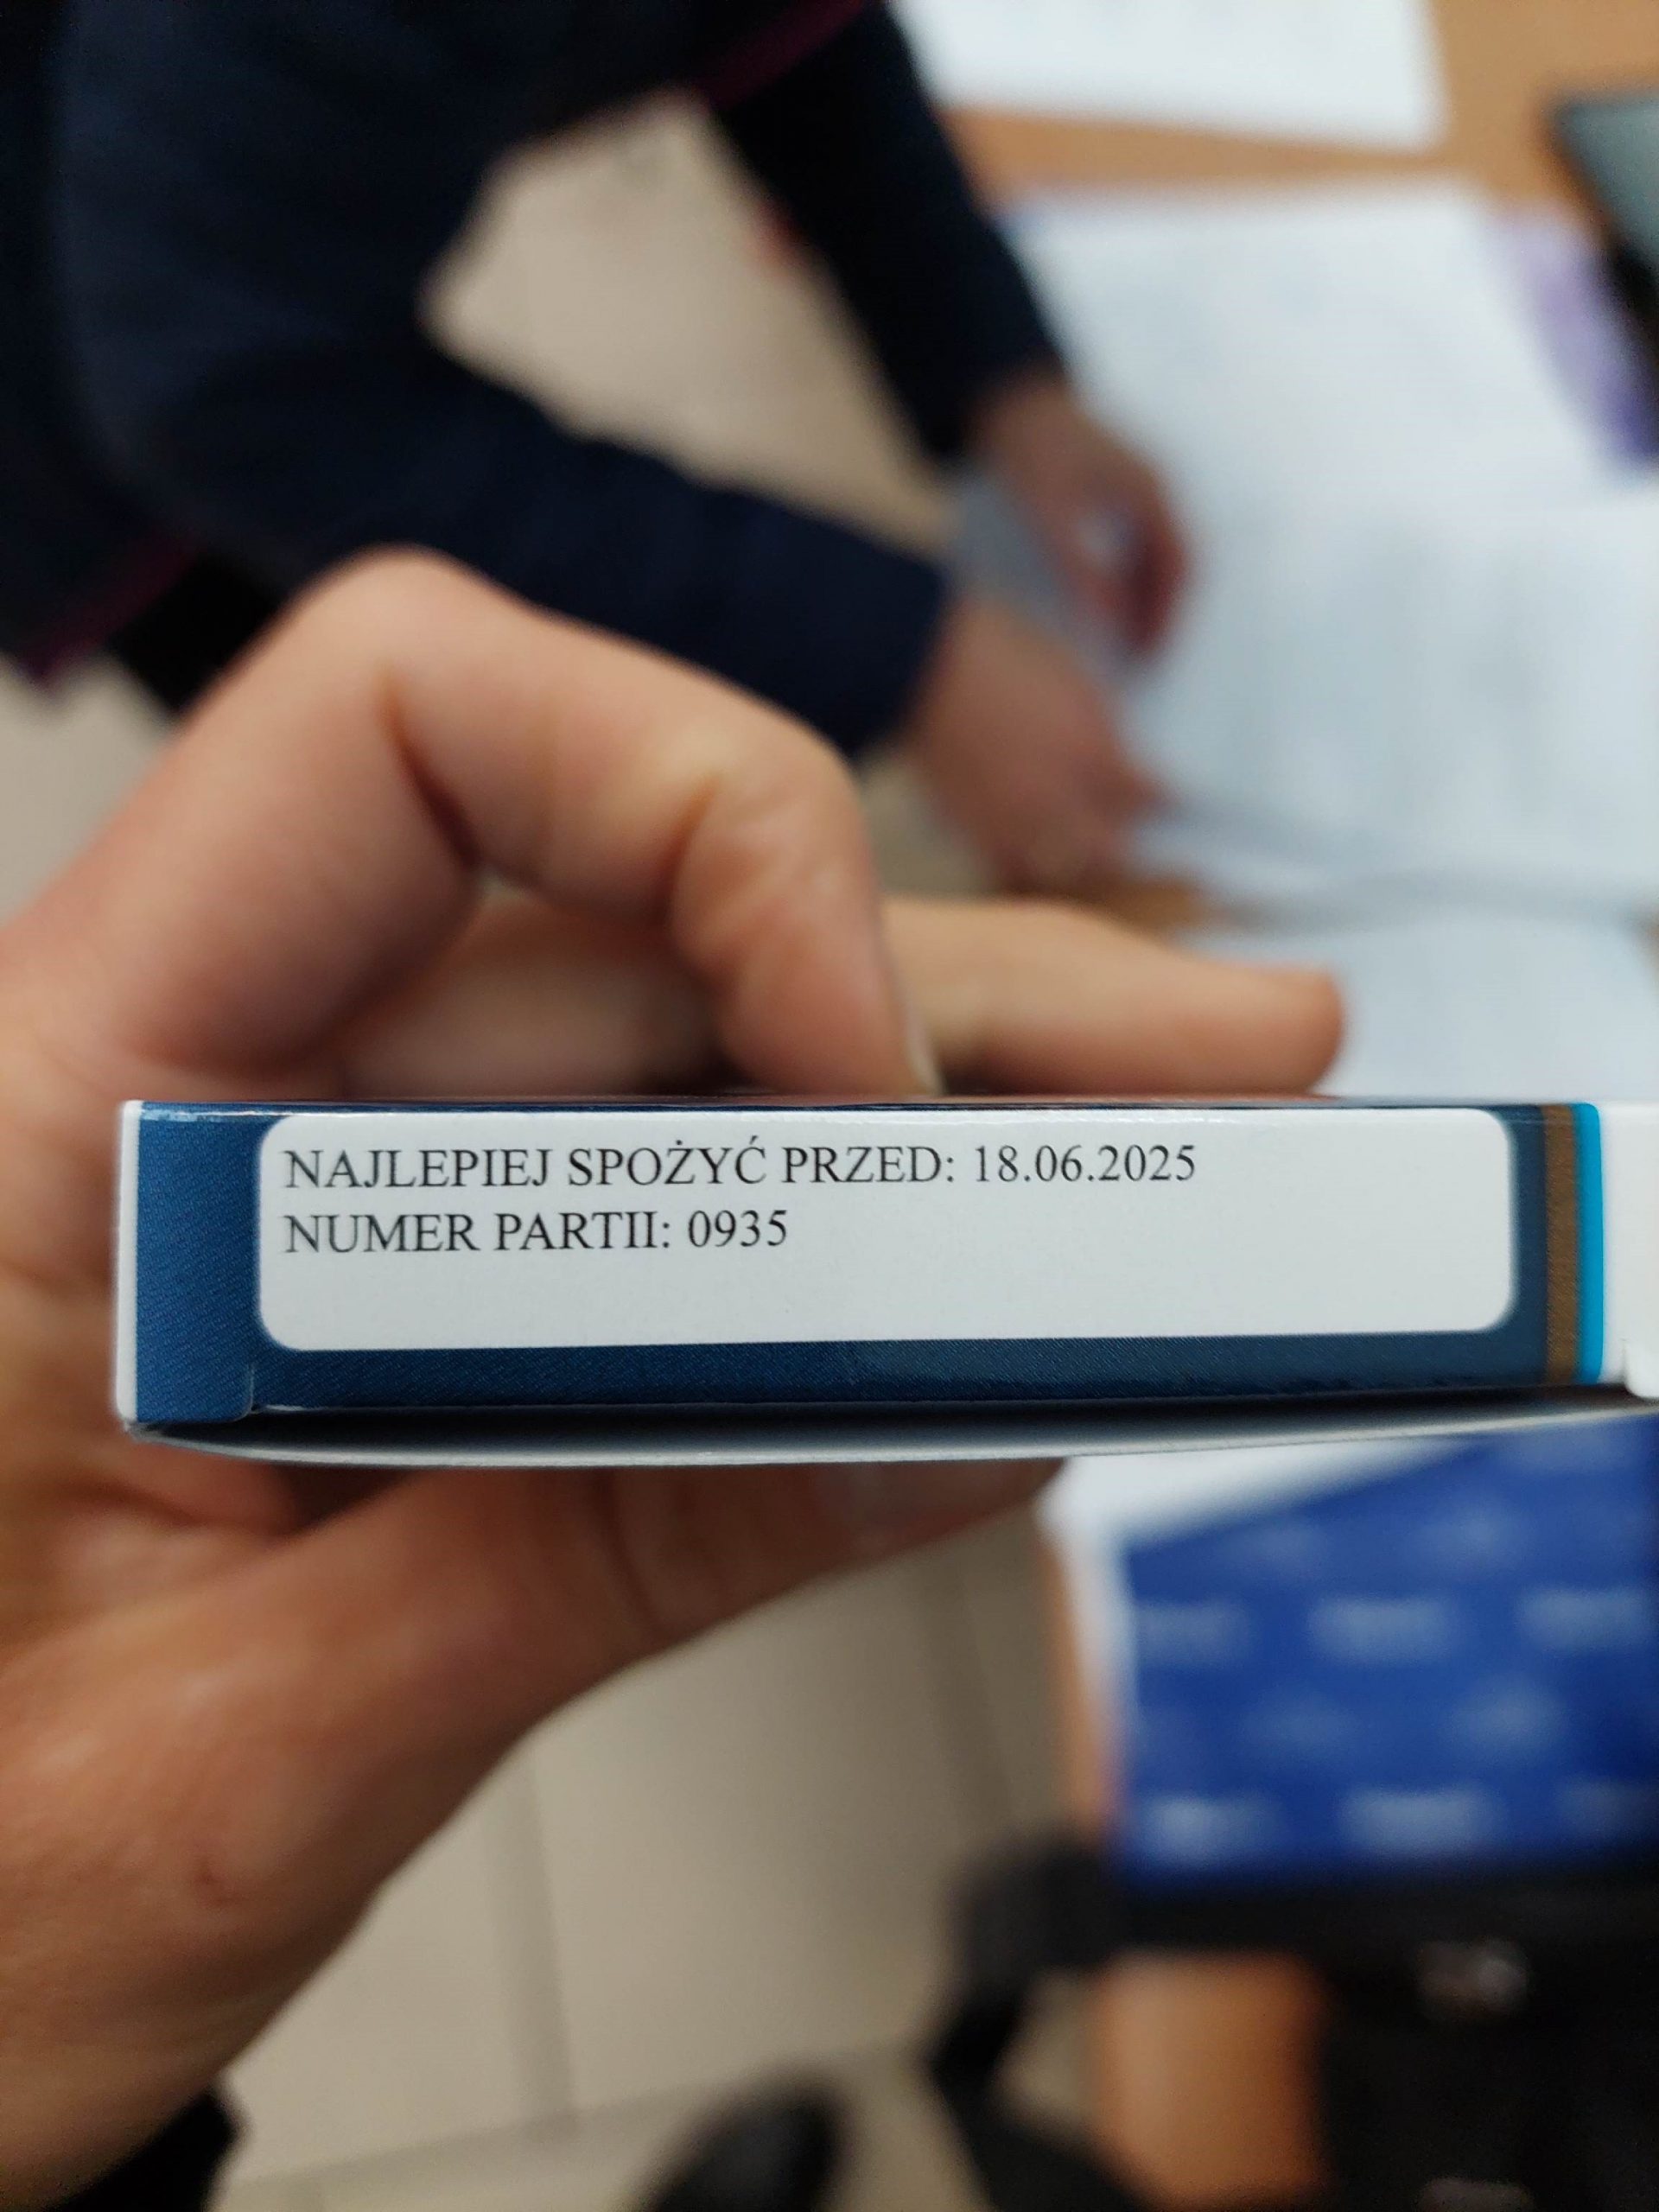 NAJLEPIEJ SPOŻYĆ PRZED: 18.06.2025
NUMER PARTII: 0935